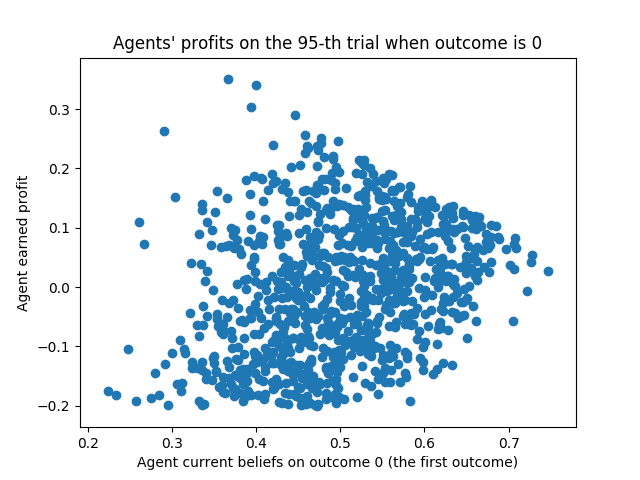 Agents' profits on the 95-th trial when outcome is 0
Agent earned profit
0.3
0.2
0.1
0.0
−0.1
−0.2
0.2 0.3 0.4 0.5 0.6 0.7
Agent current beliefs on outcome 0 (the first outcome)